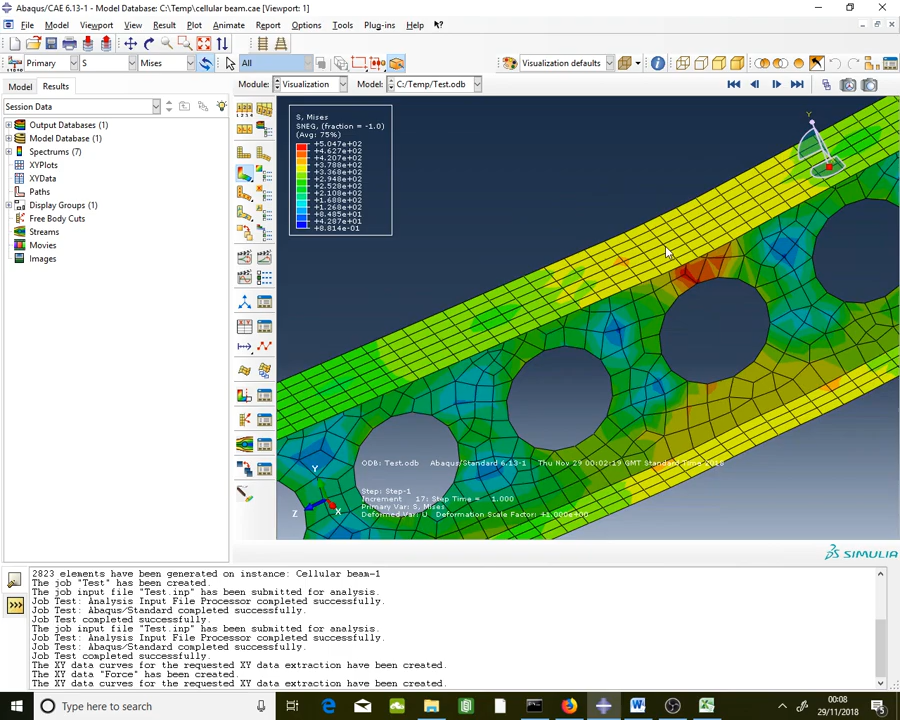 Abaqus/CAE 6.13-1 - Model Database: C:\Temp\cellular beam.cae [Viewport: 1]
File Model Viewport View Result Plot Animate Report Options Tools Plug-ins Help
Primary S Mises All Visualization defaults
Model Results Module: Visualization Model: C:/Temp/Test.odb
Session Data
Output Databases (1)
Model Database (1)
Spectrums (7)
XYPlots
XYData
Paths
Display Groups (1)
Free Body Cuts
Streams
Movies
Images
S, Mises
SNEG, (fraction = -1.0)
(Avg: 75%)
+5.047e+02
+4.627e+02
+4.207e+02
+3.788e+02
+3.368e+02
+2.948e+02
+2.528e+02
+2.108e+02
+1.268e+02
+8.485e+01
+4.287e+01
+8.814e-01
Y
Y
Z
X
ODB: Test.odb Abaqus/Standard 6.13-1 Thu Nov 29 00:02:19 GMT Standard Time 2018
Step: Step-1
Increment 17: Step Time = 1.000
Primary Var: S, Mises
Deformed Var: U Deformation Scale Factor: +1.000e+00
SIMULIA
2823 elements have been generated on instance: Cellular beam-1
The job "Test" has been created.
The job input file "Test.inp" has been submitted for analysis.
Job Test: Analysis Input File Processor completed successfully.
Job Test: Abaqus/Standard completed successfully.
Job Test completed successfully.
The job input file "Test.inp" has been submitted for analysis.
Job Test: Analysis Input File Processor completed successfully.
Job Test: Abaqus/Standard completed successfully.
Job Test completed successfully.
The XY data curves for the requested XY data extraction have been created.
The XY data "Force" has been created.
The XY data curves for the requested XY data extraction have been created.
Type here to search
00:08
29/11/2018